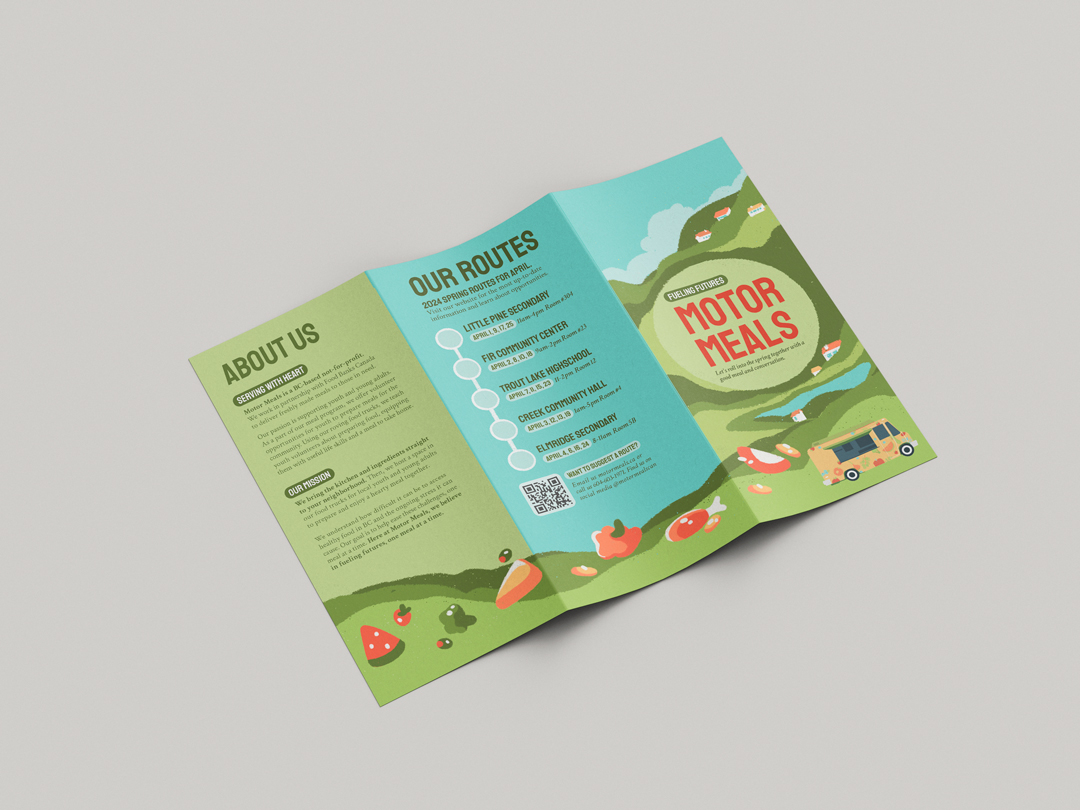 ABOUT US
SERVING WITH HEART
Motor Meals is a BC-based not-for-profit.
We work in partnership with Food Banks Canada
to deliver freshly made meals to those in need.
Our passion is supporting youth and young adults.
As a part of our meal program, we offer volunteer
opportunities for youth to prepare meals for the
community. Using our roving food trucks, we teach
youth volunteers about preparing food, equipping
them with useful life skills and a meal to take home.
OUR MISSION
We bring the kitchen and ingredients straight
to your neighborhood. Then, we host a space in
our food trucks for local youth and young adults
to prepare and enjoy a hearty meal together.
We understand how difficult it can be to access
healthy food in BC and the ongoing stress it can
cause. Our goal is to help ease these challenges, one
meal at a time. Here at Motor Meals, we believe
in fueling futures, one meal at a time.
OUR ROUTES
2024 SPRING ROUTES FOR APRIL.
Visit our website for the most up-to-date
information and learn about opportunities.
LITTLE PINE SECONDARY
APRIL 1, 9, 17, 25 11am-4pm Room #304
FIR COMMUNITY CENTER
APRIL 2, 8, 10, 18 9am-2pm Room #23
TROUT LAKE HIGHSCHOOL
APRIL 7, 11, 15, 23 11-2pm Room 12
CREEK COMMUNITY HALL
APRIL 3, 12, 13, 19 1am-5pm Room #4
ELMRIDGE SECONDARY
APRIL 4, 6, 16, 24 8-11am Room 5B
WANT TO SUGGEST A ROUTE?
Email us motormeals.ca or
call at 604- Find us on
social media @motormealsvan
FUELING FUTURES
MOTOR
MEALS
Let's roll into the spring together with a
good meal and conversation.